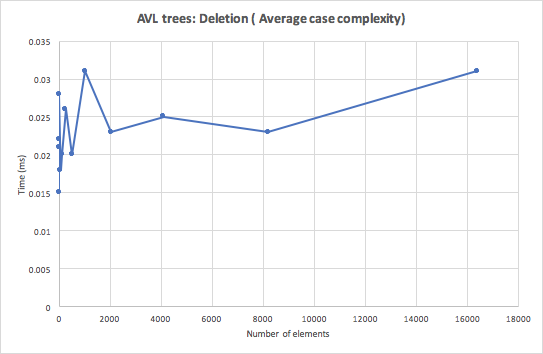 AVL trees: Deletion ( Average case complexity)
0.035
0.03
0.025
0.02
0.015
0.01
0.005
0
Time (ms)
0 2000 4000 6000 8000 10000 12000 14000 16000 18000
Number of elements